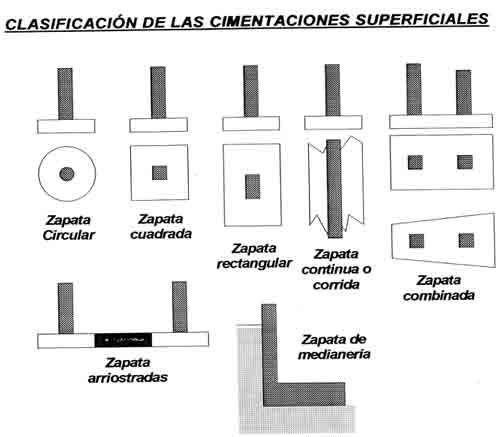 CLASIFICACIÓN DE LAS CIMENTACIONES SUPERFICIALES
Zapata
Circular
Zapata
cuadrada
Zapata
rectangular
Zapata
continua o
corrida
Zapata
combinada
Zapata
arriostradas
Zapata de
medianería